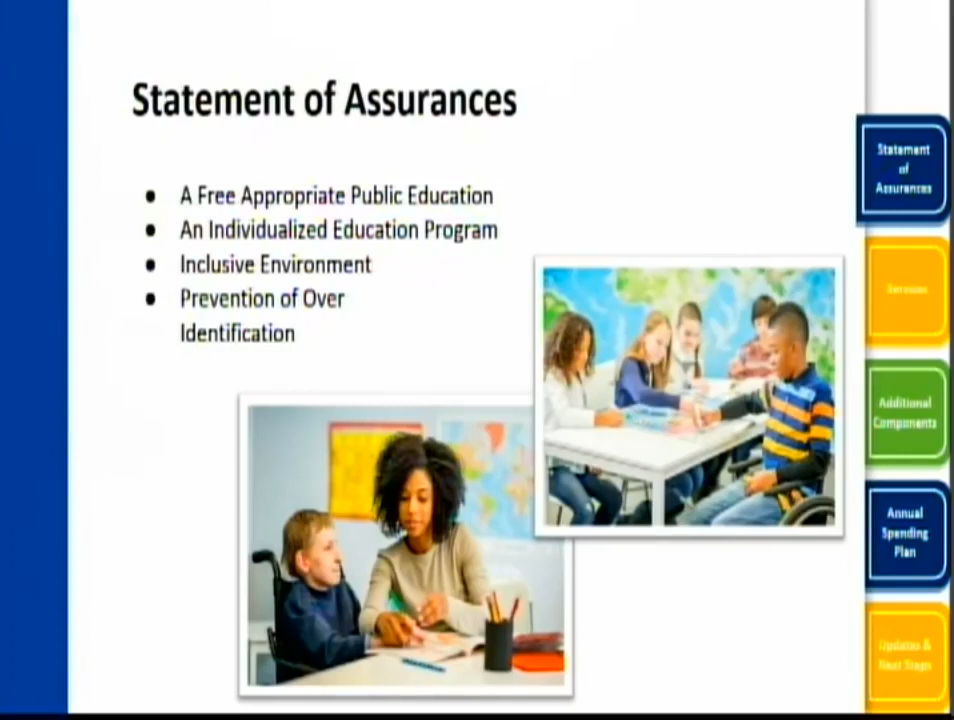 Statement of Assurances
● A Free Appropriate Public Education
● An Individualized Education Program
● Inclusive Environment
● Prevention of Over
Identification
Statement
of
Assurances
Services
Additional
Components
Annual
Spending
Plan
Updates &
Next Steps